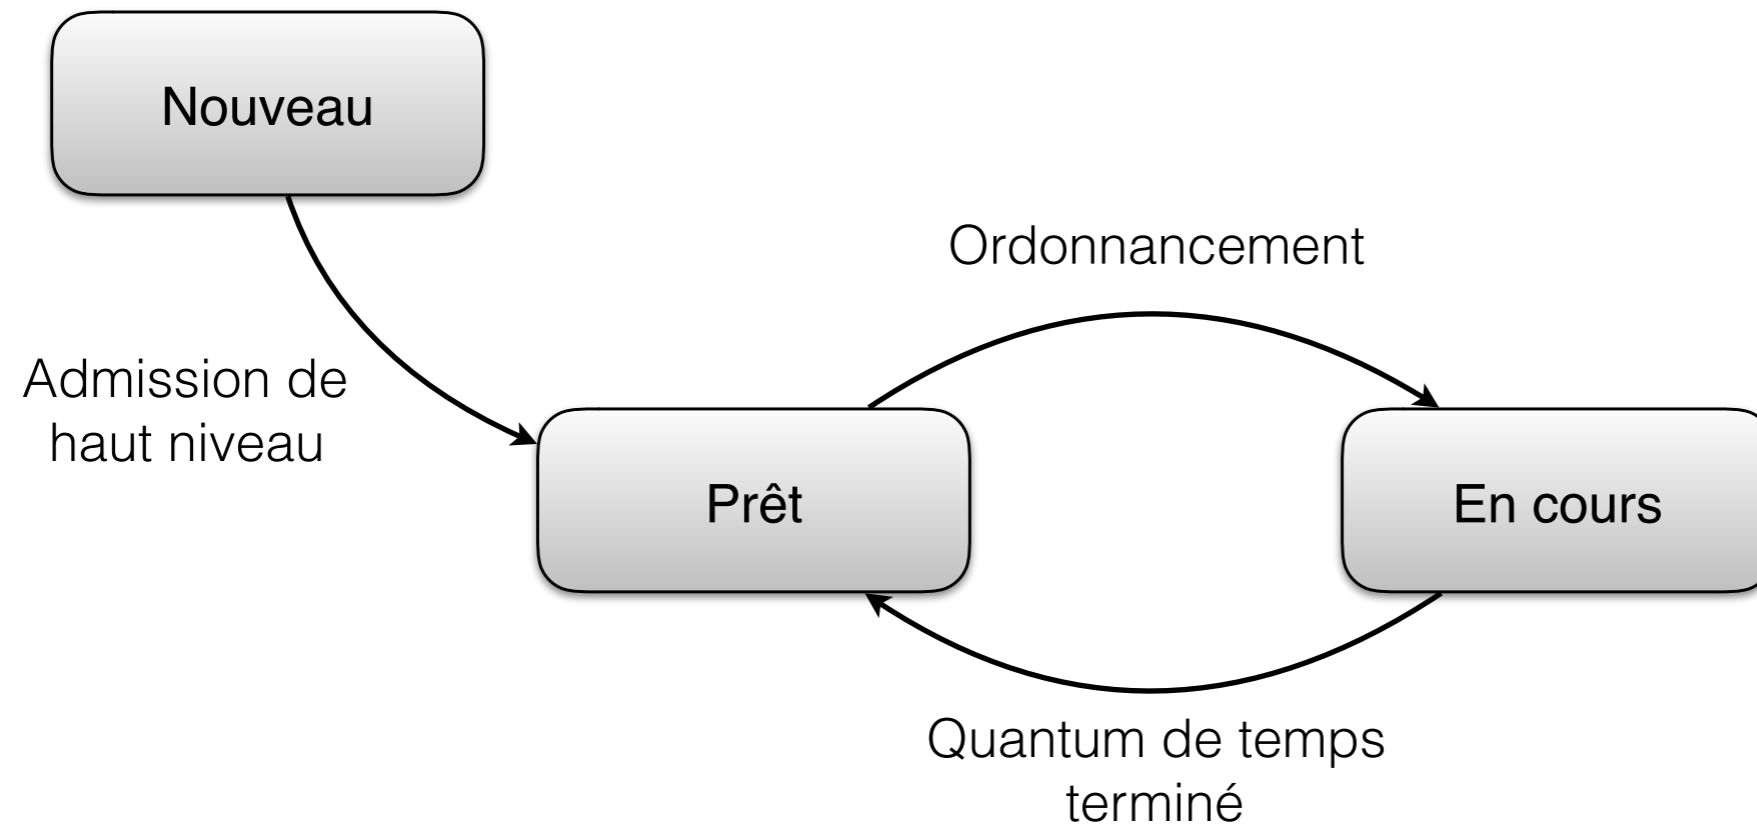 Nouveau
Ordonnancement
Admission de
haut niveau
Prêt
En cours
Quantum de temps
terminé